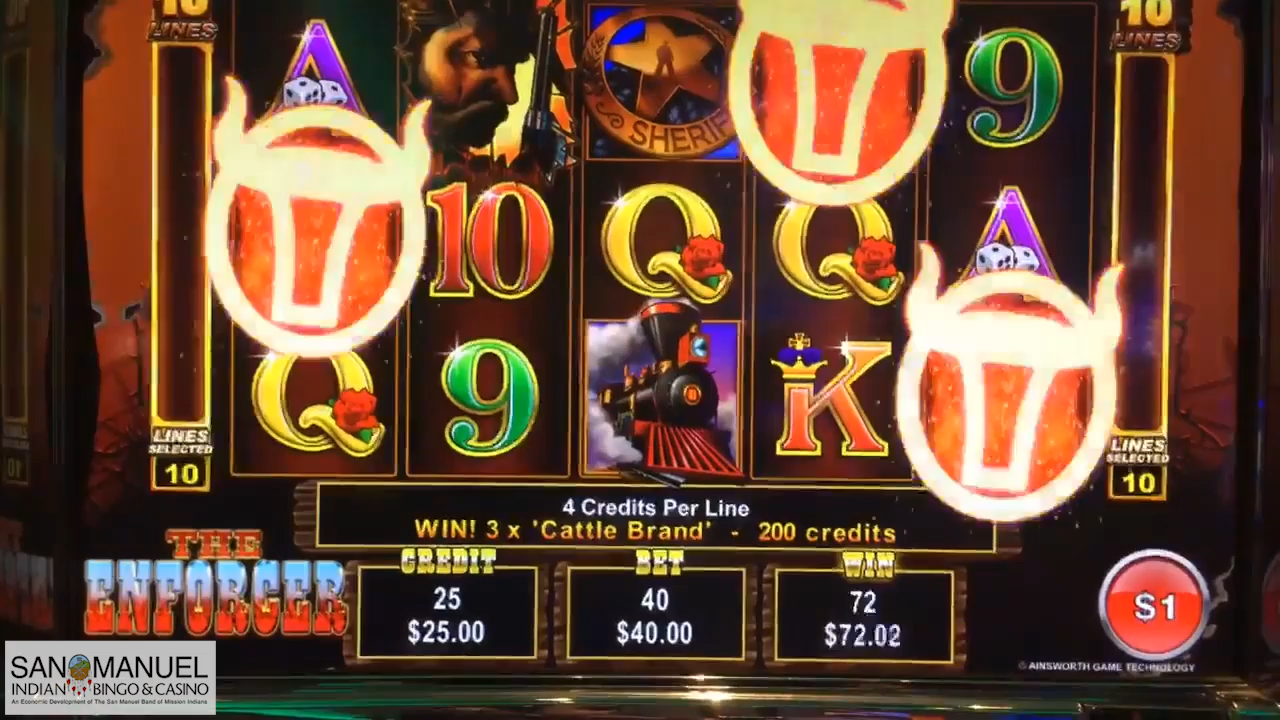 10
LINES
10
LINES
A
SHERIF
9
10
Q
Q
A
Q
9
K
LINES
SELECTED
10
LINES
SELECTED
10
4 Credits Per Line
WIN! 3 x 'Cattle Brand' - 200 credits
THE
ENFORCER
CREDIT
25
$25.00
BET
40
$40.00
WIN
72
$72.02
$1
© AINSWORTH GAME TECHNOLOGY
SAN MANUEL
INDIAN BINGO & CASINO
An Economic Development of The San Manuel Band of Mission Indians